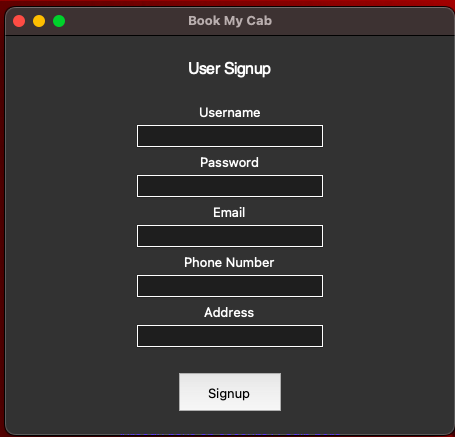 Book My Cab
User Signup
Username
Password
Email
Phone Number
Address
Signup